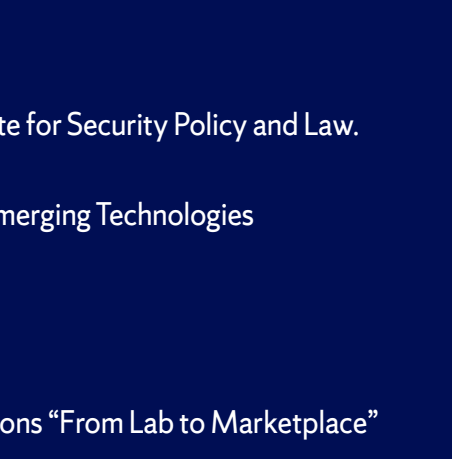 te for Security Policy and Law.
merging Technologies
ons “From Lab to Marketplace”